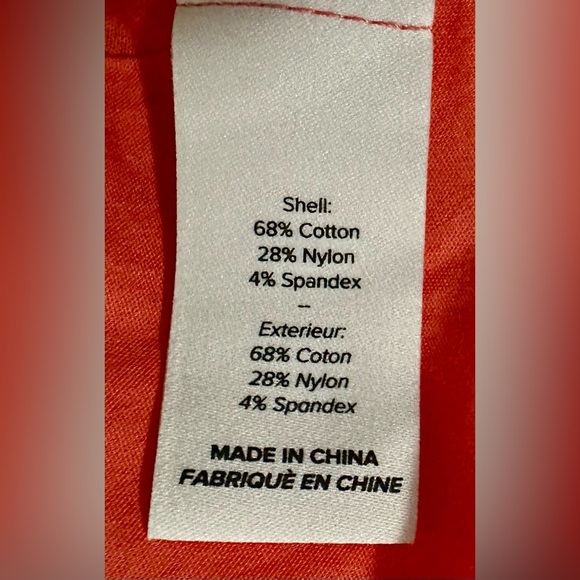 Shell:
68% Cotton
28% Nylon
4% Spandex
–
Exterieur:
68% Coton
28% Nylon
4% Spandex
MADE IN CHINA
FABRIQUÈ EN CHINE